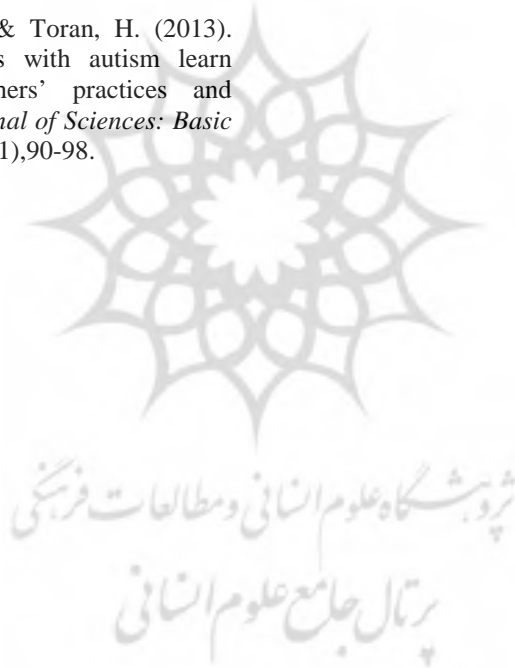 & Toran, H. (2013).
s with autism learn
ners' practices and
nal of Sciences: Basic
1),90-98.
پژوهشگاه علوم انسانی و مطالعات فرهنگی
پرتال جامع علوم انسانی